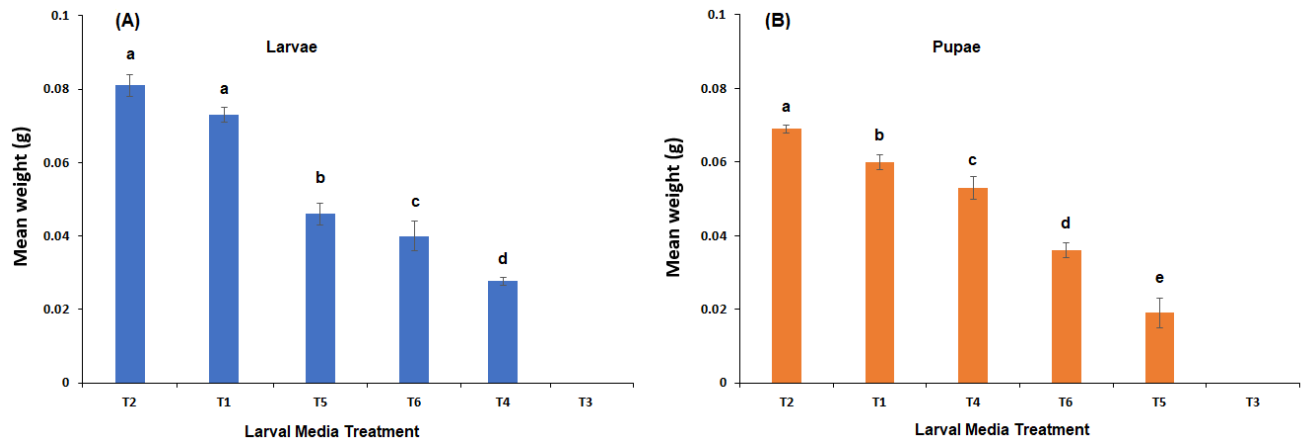 (A)
Larvae
Mean weight (g)
0.1
0.08
0.06
0.04
0.02
0
a
a
b
c
d
T2 T1 T5 T6 T4 T3
Larval Media Treatment
(B)
Pupae
Mean weight (g)
0.1
0.08
0.06
0.04
0.02
0
a
b
c
d
e
T2 T1 T4 T6 T5 T3
Larval Media Treatment